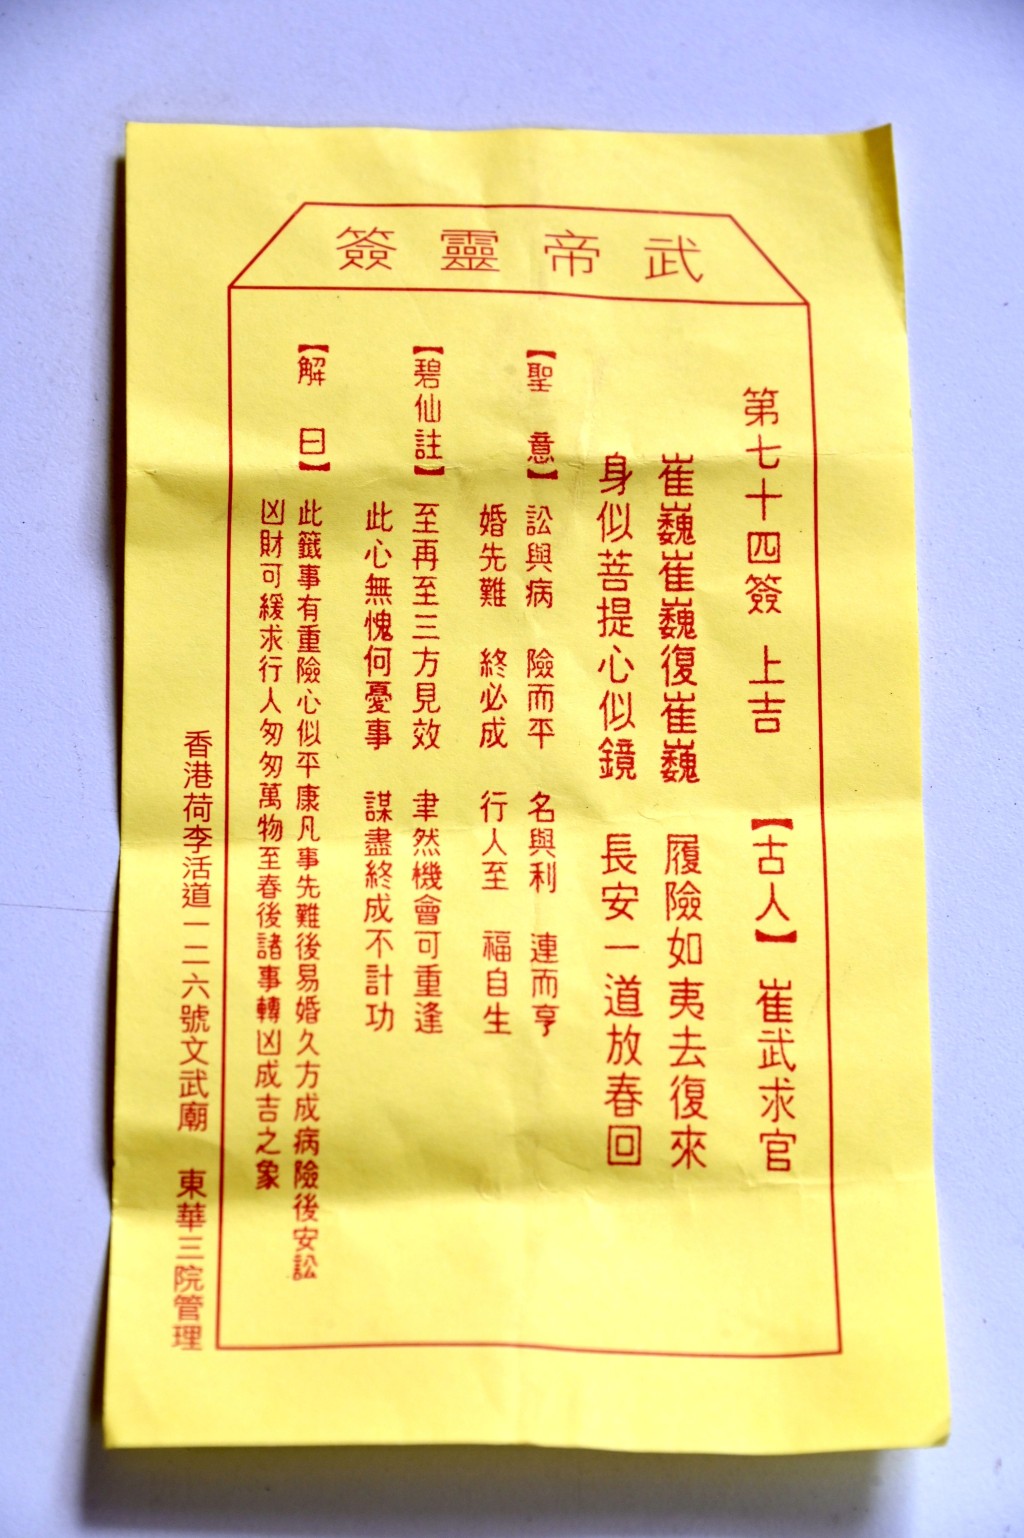 武帝靈簽
第七十四簽 上吉 【古人】 崔武求官
崔巍崔巍復崔巍 履險如夷去復來
身似菩提心似鏡 長安一道放春回
【聖意】 訟與病 險而平 名與利 連而亨
婚先難 終必成 行人至 福自生
【碧仙註】 至再至三方見效 聿然機會可重逢
此心無愧何憂事 謀盡終成不計功
【解曰】 此籤事有重險心似平康凡事先難後易婚久方成病險後安訟
凶財可緩求行人匆匆萬物至春後諸事轉凶成吉之象
香港荷李活道一二六號文武廟 東華三院管理